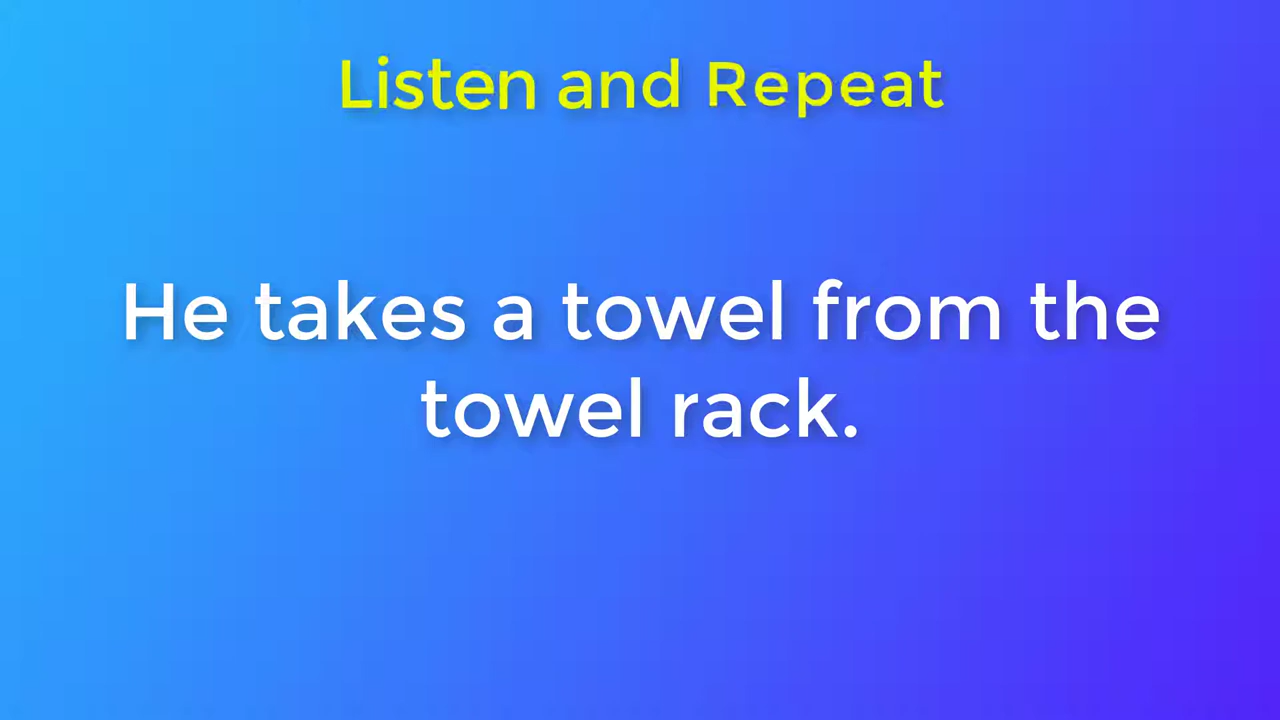 Listen and Repeat
He takes a towel from the
towel rack.